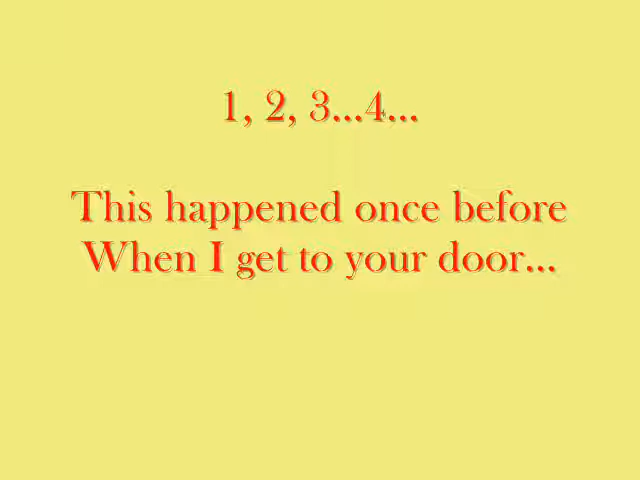 1, 2, 3...4...
This happened once before
When I get to your door...